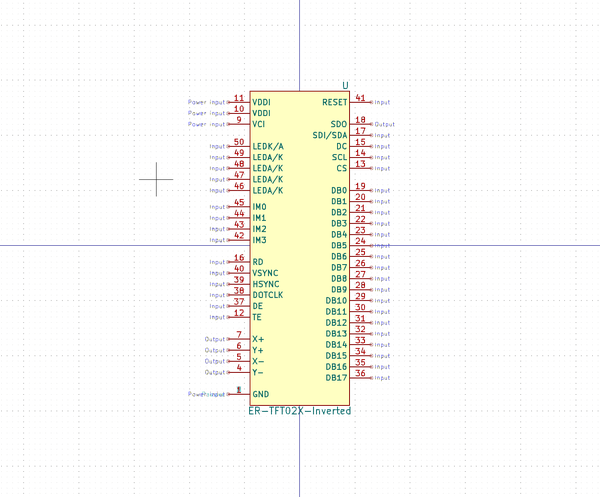 U
Power input 11 VDDI
Power input 10 VDDI
Power input 9 VCI
Input 50 LEDK/A
Input 49 LEDA/K
Input 48 LEDA/K
Input 47 LEDA/K
Input 46 LEDA/K
Input 45 IM0
Input 44 IM1
Input 43 IM2
Input 42 IM3
Input 16 RD
Input 40 VSYNC
Input 39 HSYNC
Input 38 DOTCLK
Input 37 DE
Input 12 TE
Output 7 X+
Output 6 Y+
Output 5 X-
Output 4 Y-
1 GND
RESET 41 Input
SDO 18 Output
SDI/SDA 17 Input
DC 15 Input
SCL 14 Input
CS 13 Input
DB0 19 Input
DB1 20 Input
DB2 21 Input
DB3 22 Input
DB4 23 Input
DB5 24 Input
DB6 25 Input
DB7 26 Input
DB8 27 Input
DB9 28 Input
DB10 29 Input
DB11 30 Input
DB12 31 Input
DB13 32 Input
DB14 33 Input
DB15 34 Input
DB16 35 Input
DB17 36 Input
ER-TFT02X-Inverted